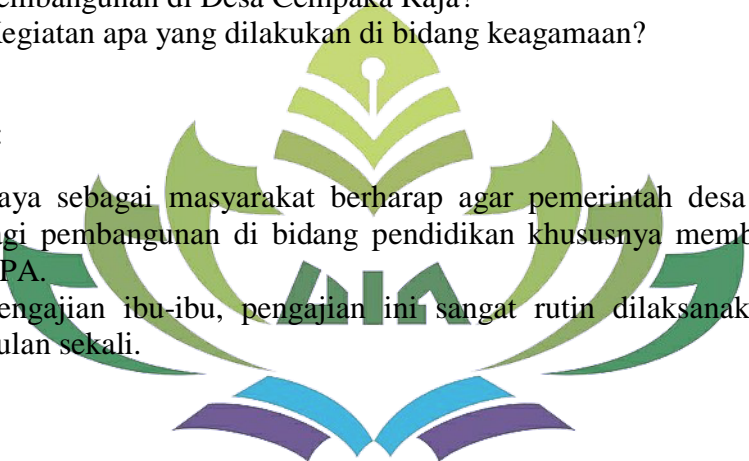 embangunan di Desa Cempaka Raja?
Kegiatan apa yang dilakukan di bidang keagamaan?
:
aya sebagai masyarakat berharap agar pemerintah desa
agi pembangunan di bidang pendidikan khususnya memb
PA.
engajian ibu-ibu, pengajian ini sangat rutin dilaksanak
ulan sekali.